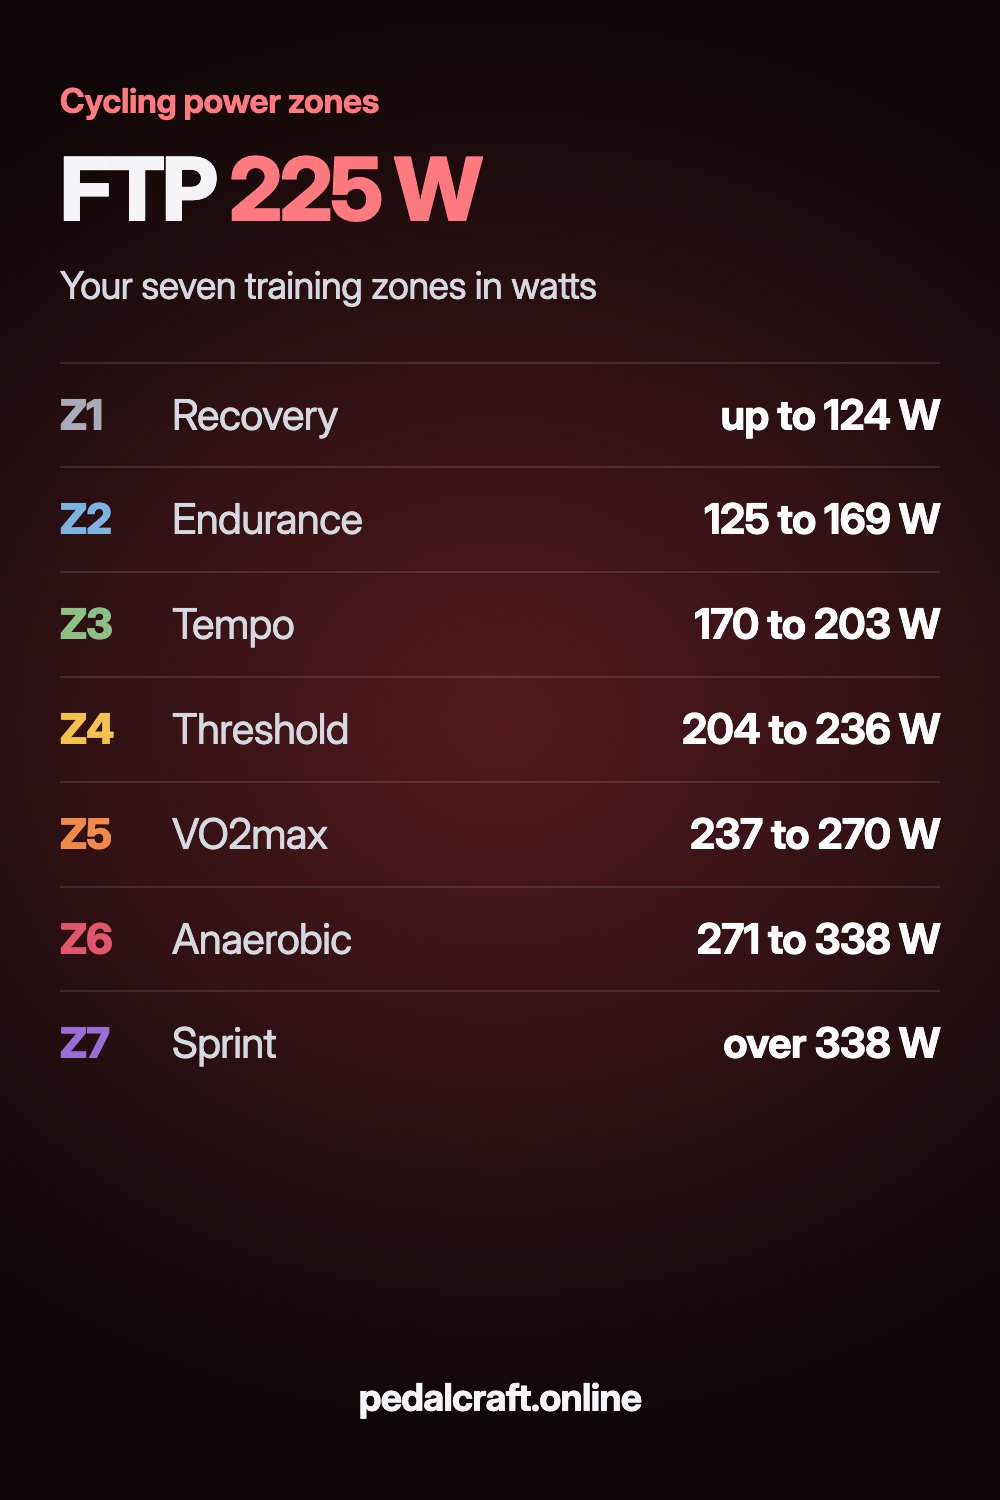 Cycling power zones
FTP 225 W
Your seven training zones in watts
Z1 Recovery up to 124 W
Z2 Endurance 125 to 169 W
Z3 Tempo 170 to 203 W
Z4 Threshold 204 to 236 W
Z5 VO2max 237 to 270 W
Z6 Anaerobic 271 to 338 W
Z7 Sprint over 338 W
pedalcraft.online